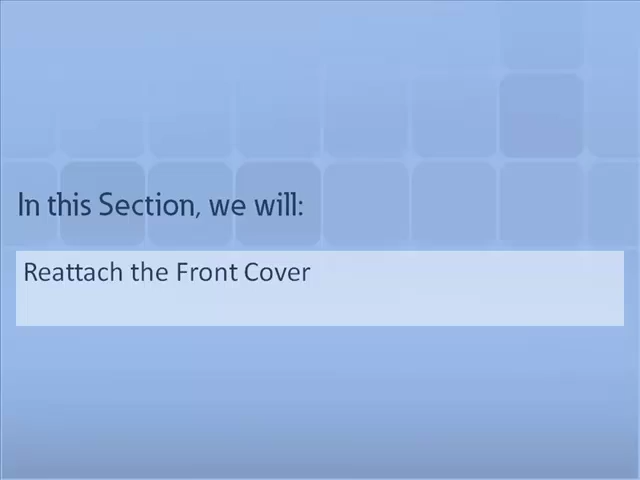 In this Section, we will:
Reattach the Front Cover